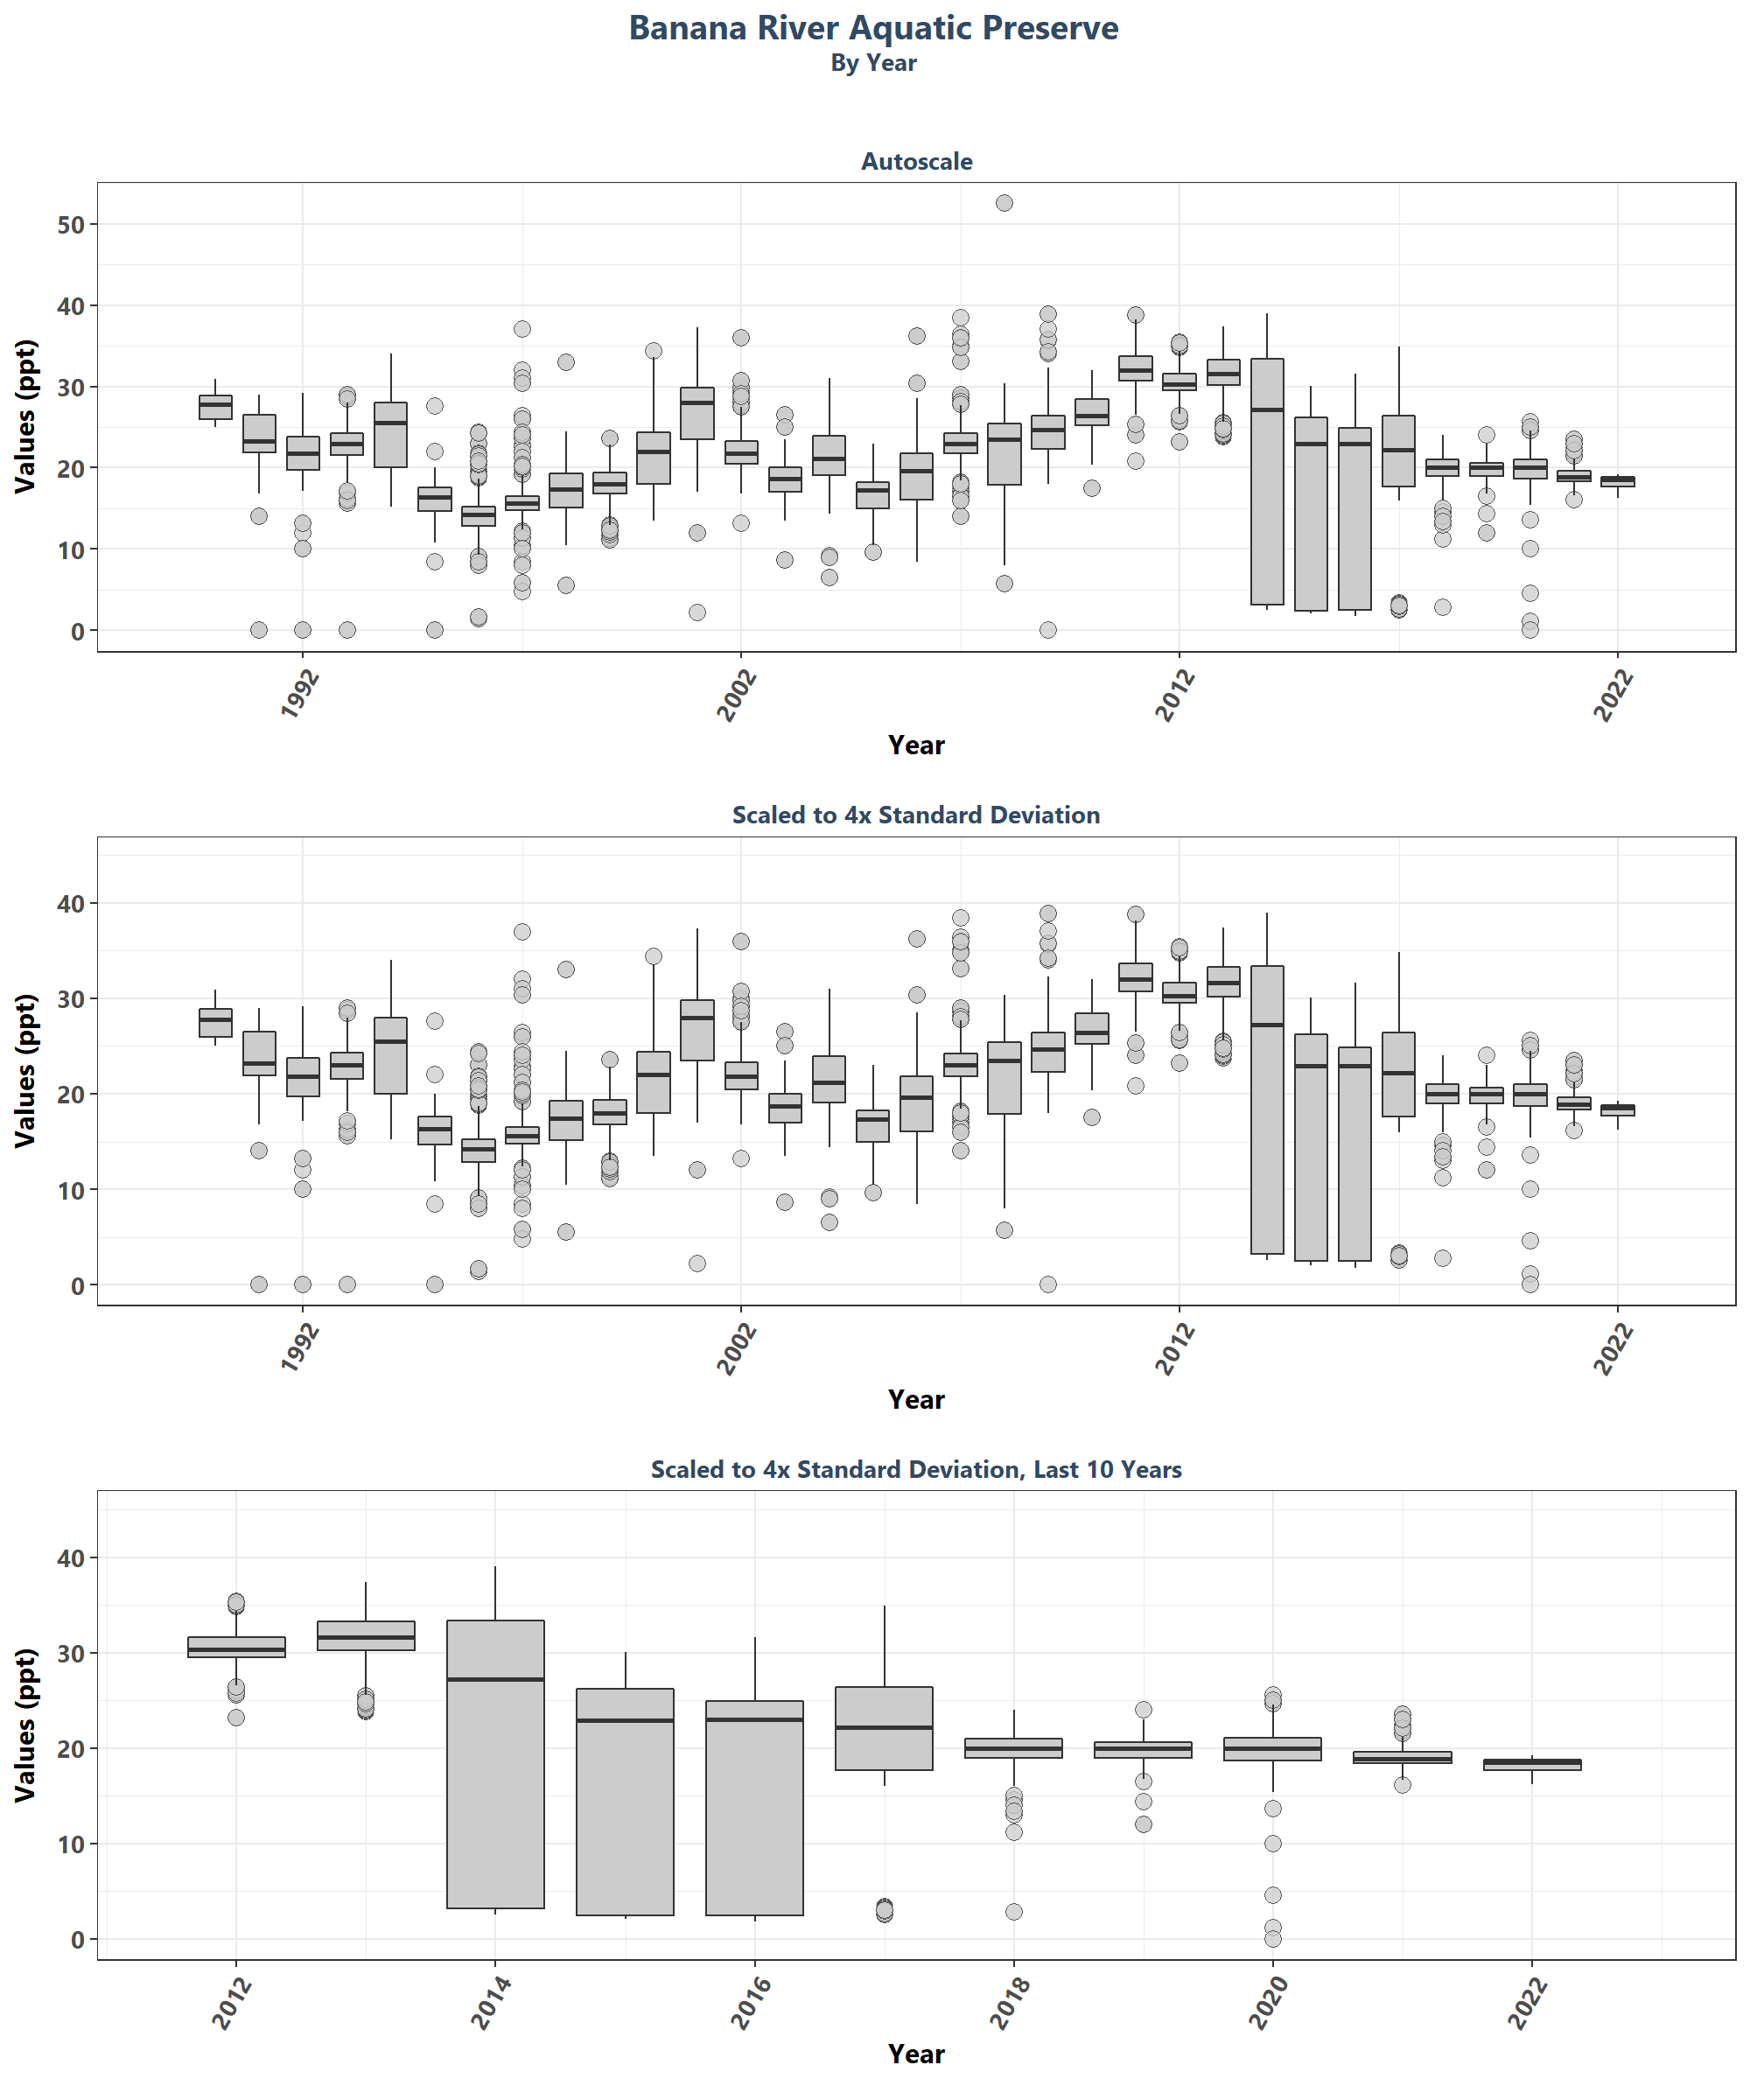 Banana River Aquatic Preserve
By Year
Autoscale
Values (ppt)
50
40
30
20
10
0
1992
2002
2012
2022
Year
Scaled to 4x Standard Deviation
Values (ppt)
40
30
20
10
0
1992
2002
2012
2022
Year
Scaled to 4x Standard Deviation, Last 10 Years
Values (ppt)
40
30
20
10
0
2012
2014
2016
2018
2020
2022
Year